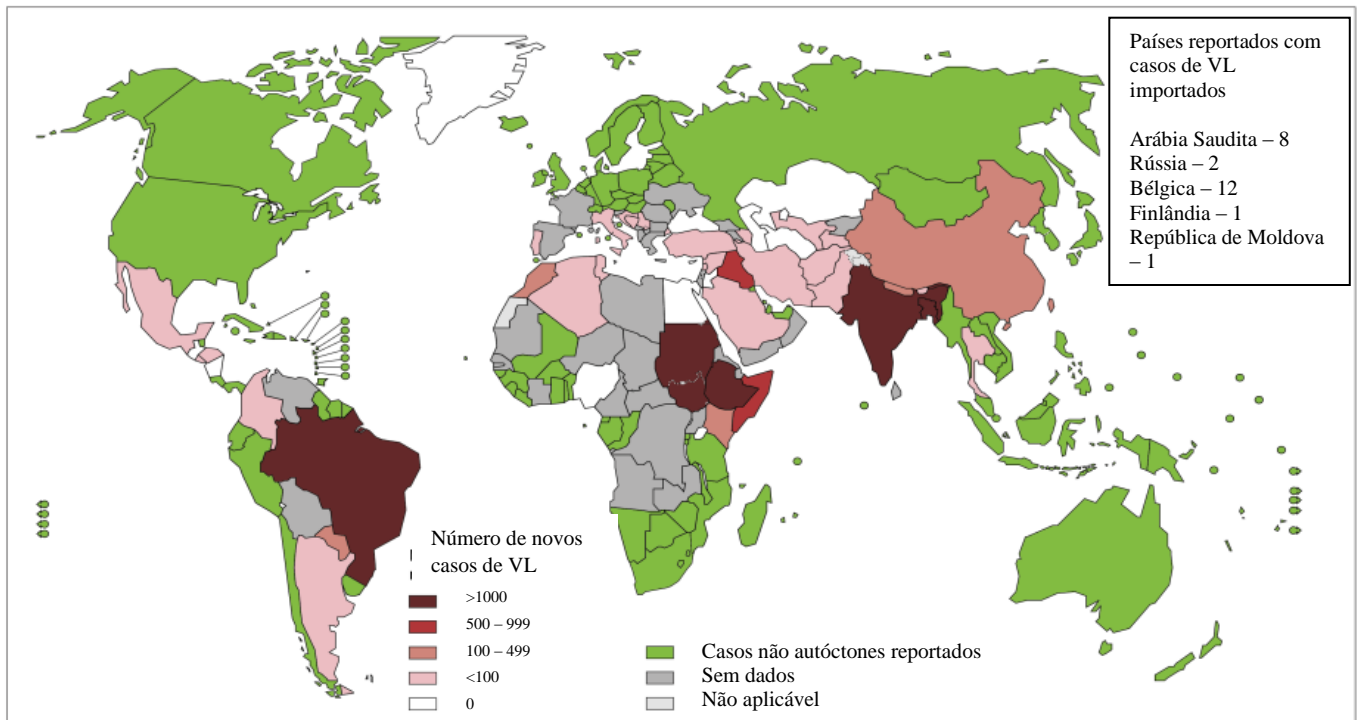 Países reportados com
casos de VL
importados
Arábia Saudita – 8
Rússia – 2
Bélgica – 12
Finlândia – 1
República de Moldova
– 1
Número de novos
casos de VL
>1000
500 – 999
100 – 499
<100
0
Casos não autóctones reportados
Sem dados
Não aplicável